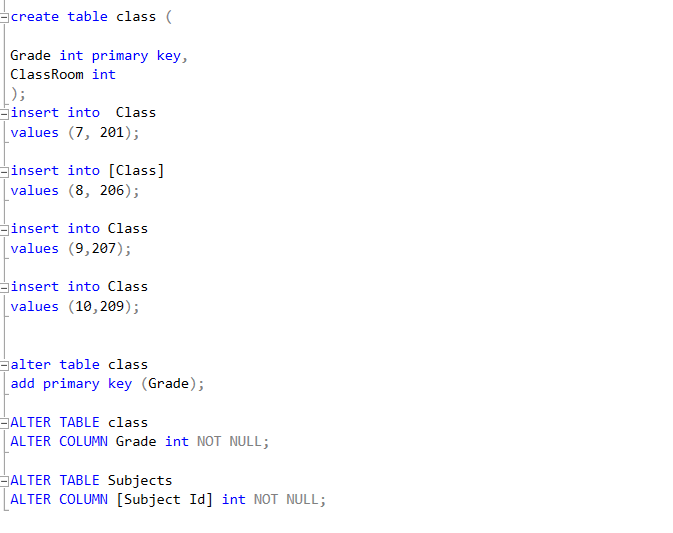 create table class (
Grade int primary key,
ClassRoom int
);
insert into  Class
values (7, 201);
insert into [Class]
values (8, 206);
insert into Class
values (9,207);
insert into Class
values (10,209);
alter table class
add primary key (Grade);
ALTER TABLE class
ALTER COLUMN Grade int NOT NULL;
ALTER TABLE Subjects
ALTER COLUMN [Subject Id] int NOT NULL;